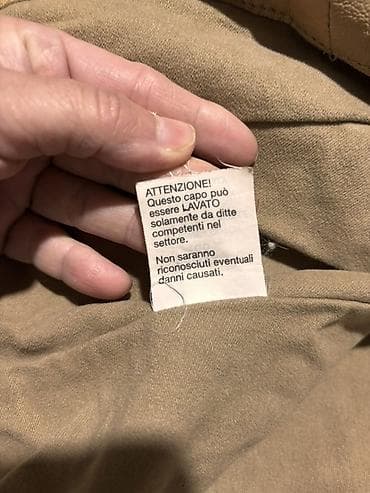 ATTENZIONE!
Questo capo può
essere LAVATO
solamente da ditte
competenti nel
settore.
Non saranno
riconosciuti eventuali
danni causati.